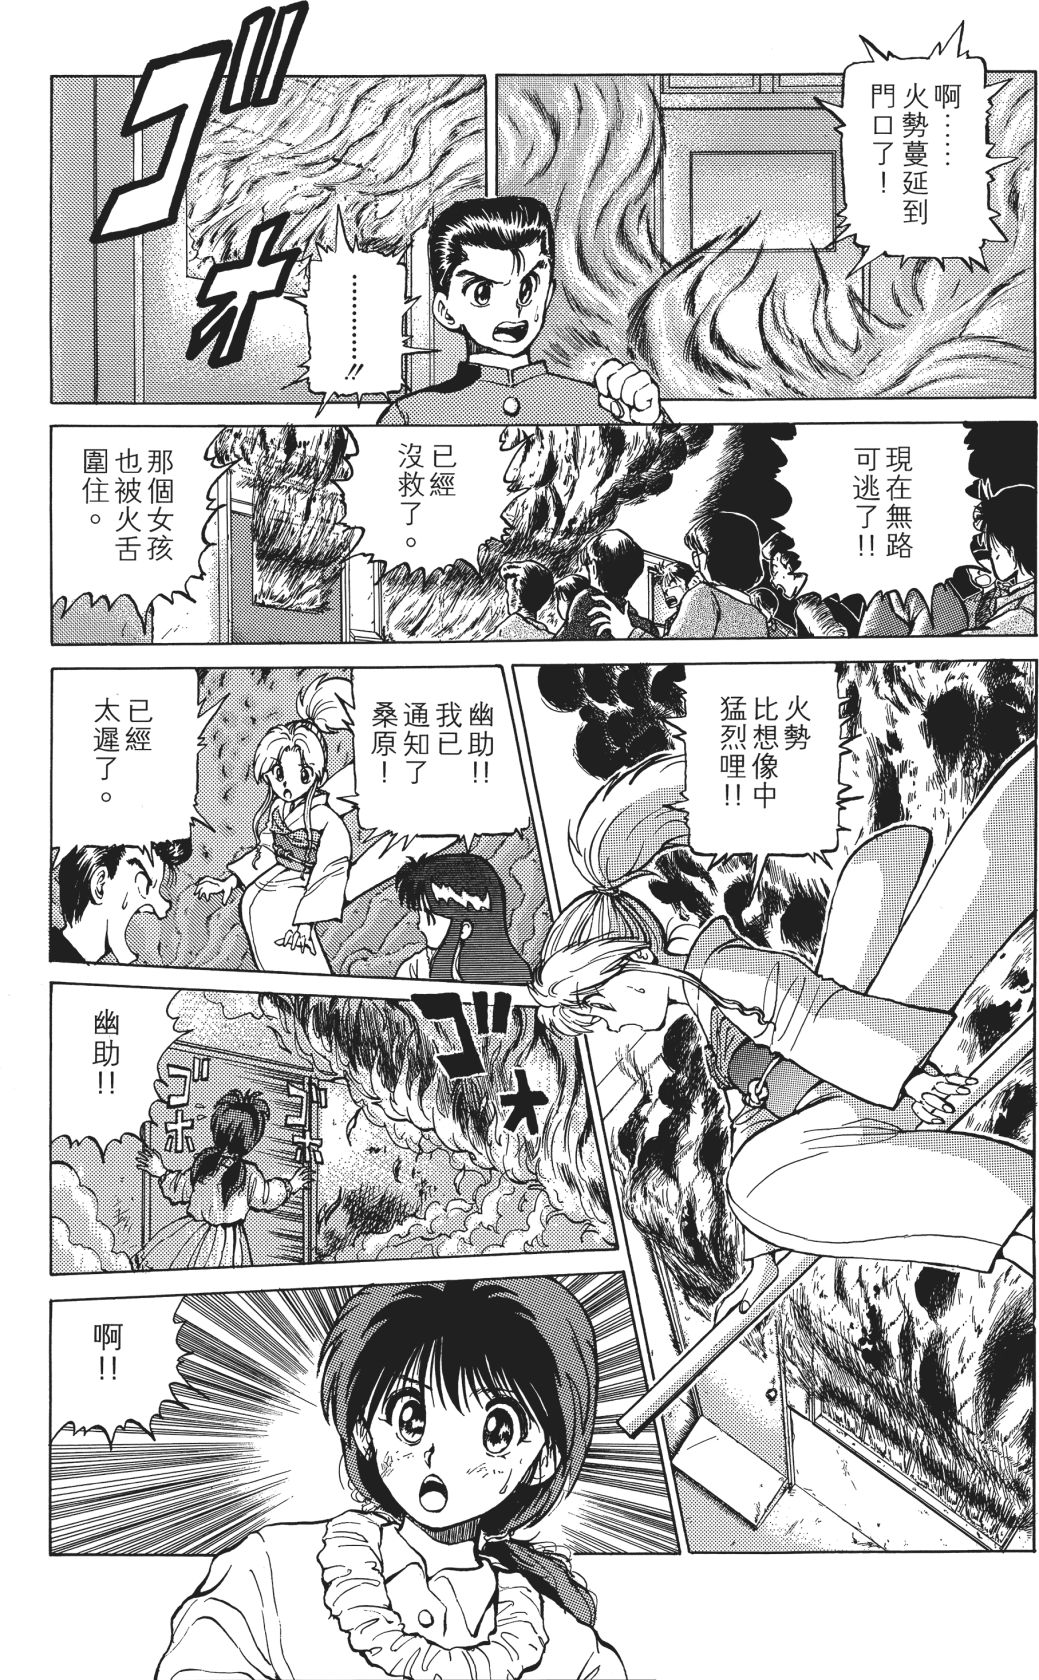 啊……
火勢蔓延到
門口了！
…………!!
ゴオ
現在無路
可逃了!!
已經
沒救了。
那個女孩
也被火舌
圍住。
火勢
比想像中
猛烈哩!!
幽助!!
我已
通知了
桑原！
已經
太遲了。
ゴオ
幽助!!
ゴホ
ゴホ
啊!!